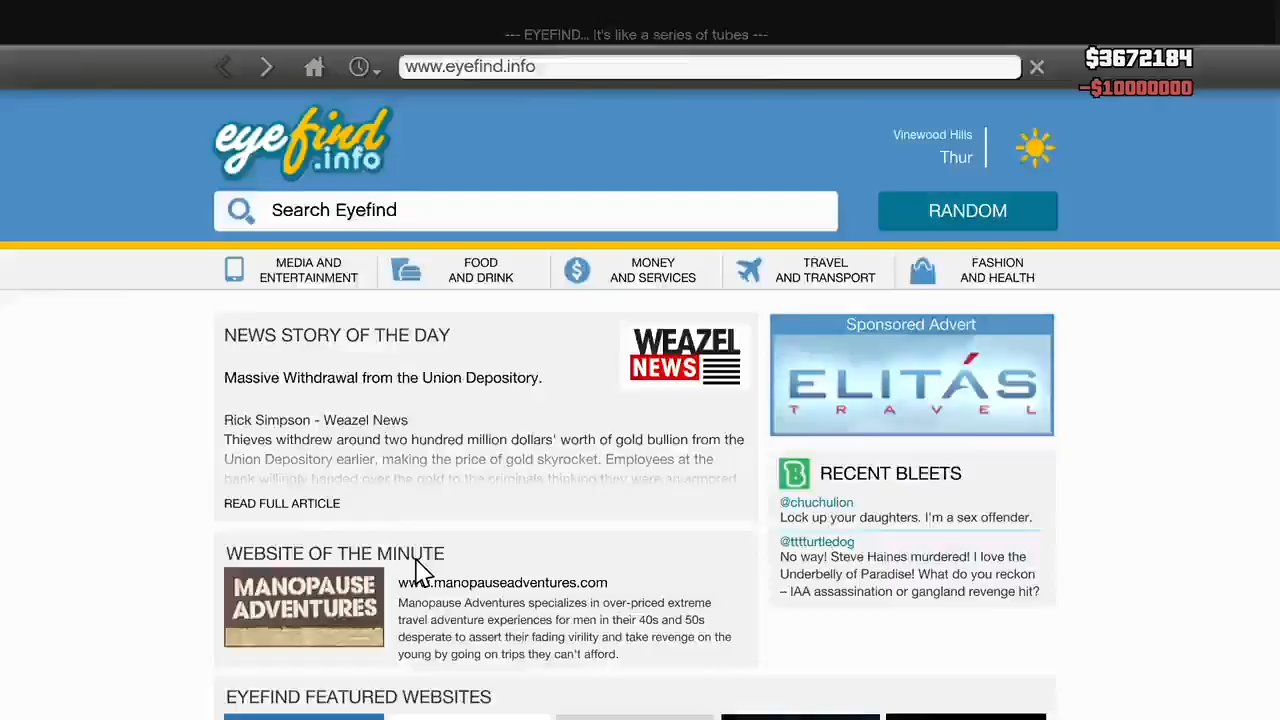 --- EYEFIND... It's like a series of tubes ---
www.eyefind.info
$3672184
-$10000000
eyefind.info
Vinewood Hills
Thur
Search Eyefind
RANDOM
MEDIA AND
ENTERTAINMENT
FOOD
AND DRINK
MONEY
AND SERVICES
TRAVEL
AND TRANSPORT
FASHION
AND HEALTH
NEWS STORY OF THE DAY
WEAZEL
NEWS
Massive Withdrawal from the Union Depository.
Rick Simpson - Weazel News
Thieves withdrew around two hundred million dollars' worth of gold bullion from the
Union Depository earlier, making the price of gold skyrocket. Employees at the
bank willingly handed over the gold to the criminals thinking they were an armored
READ FULL ARTICLE
Sponsored Advert
ELITÁS
TRAVEL
RECENT BLEETS
@chuchulion
Lock up your daughters. I'm a sex offender.
@tttturtledog
No way! Steve Haines murdered! I love the
Underbelly of Paradise! What do you reckon
– IAA assassination or gangland revenge hit?
WEBSITE OF THE MINUTE
MANOPAUSE
ADVENTURES
www.manopauseadventures.com
Manopause Adventures specializes in over-priced extreme
travel adventure experiences for men in their 40s and 50s
desperate to assert their fading virility and take revenge on the
young by going on trips they can't afford.
EYEFIND FEATURED WEBSITES